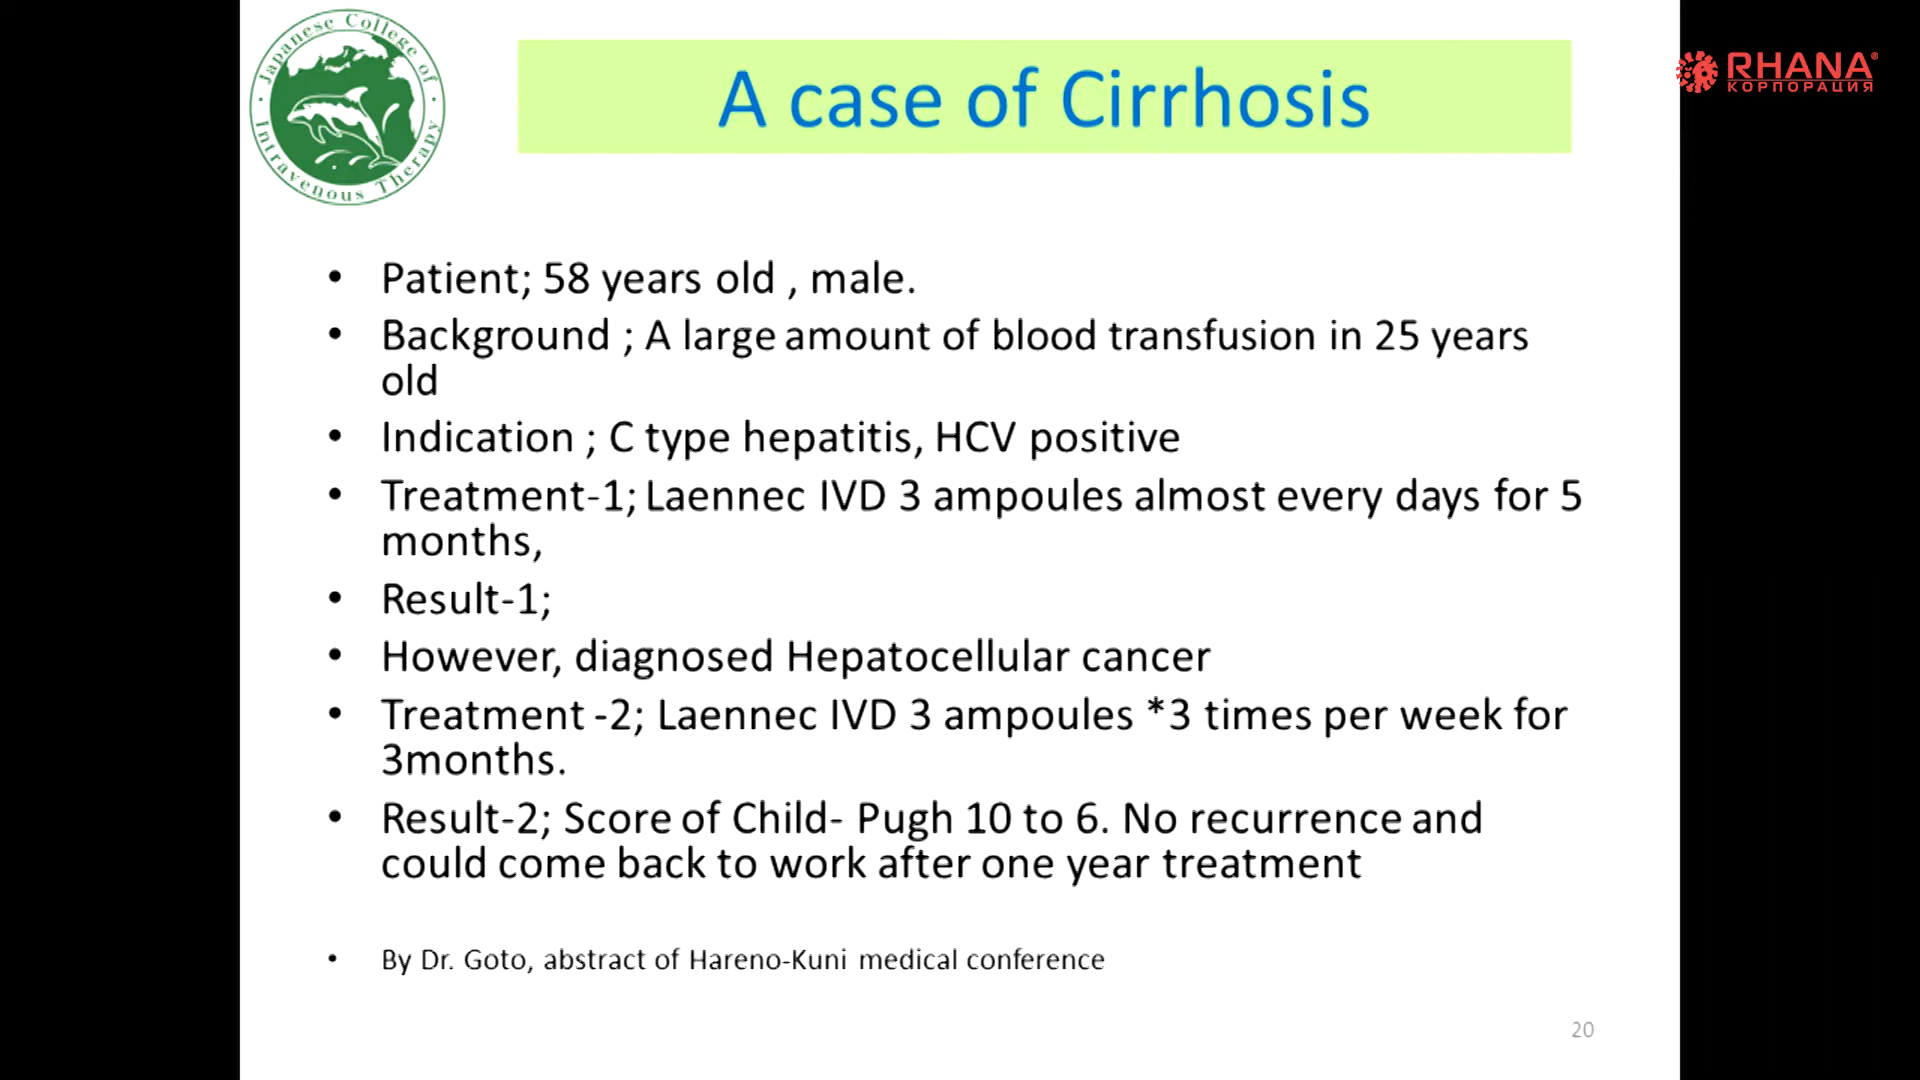 Japanese College of
Intravenous Therapy
A case of Cirrhosis
RHANA®
КОРПОРАЦИЯ
• Patient; 58 years old , male.
• Background ; A large amount of blood transfusion in 25 years
old
• Indication ; C type hepatitis, HCV positive
• Treatment-1; Laennec IVD 3 ampoules almost every days for 5
months,
• Result-1;
• However, diagnosed Hepatocellular cancer
• Treatment -2; Laennec IVD 3 ampoules *3 times per week for
3months.
• Result-2; Score of Child- Pugh 10 to 6. No recurrence and
could come back to work after one year treatment
• By Dr. Goto, abstract of Hareno-Kuni medical conference
20